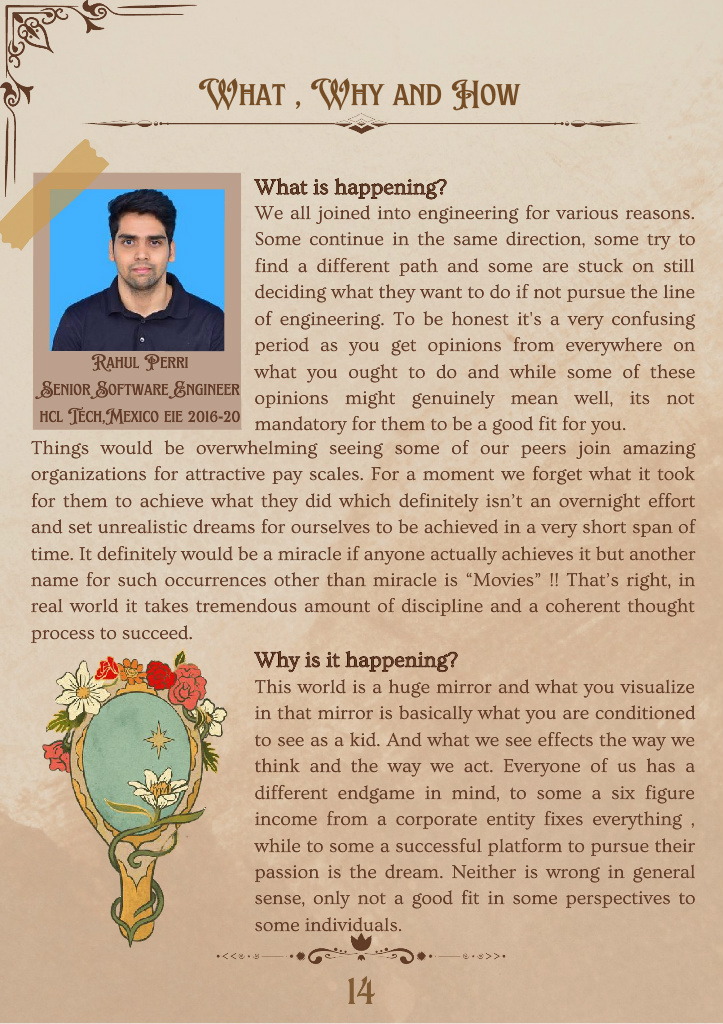 What , Why and How
Rahul Perri
Senior Software Engineer
HCL Tech,Mexico EIE 2016-20
What is happening?
We all joined into engineering for various reasons.
Some continue in the same direction, some try to
find a different path and some are stuck on still
deciding what they want to do if not pursue the line
of engineering. To be honest it's a very confusing
period as you get opinions from everywhere on
what you ought to do and while some of these
opinions might genuinely mean well, its not
mandatory for them to be a good fit for you.
Things would be overwhelming seeing some of our peers join amazing
organizations for attractive pay scales. For a moment we forget what it took
for them to achieve what they did which definitely isn't an overnight effort
and set unrealistic dreams for ourselves to be achieved in a very short span of
time. It definitely would be a miracle if anyone actually achieves it but another
name for such occurrences other than miracle is “Movies” !! That's right, in
real world it takes tremendous amount of discipline and a coherent thought
process to succeed.
Why is it happening?
This world is a huge mirror and what you visualize
in that mirror is basically what you are conditioned
to see as a kid. And what we see effects the way we
think and the way we act. Everyone of us has a
different endgame in mind, to some a six figure
income from a corporate entity fixes everything ,
while to some a successful platform to pursue their
passion is the dream. Neither is wrong in general
sense, only not a good fit in some perspectives to
some individuals.
14